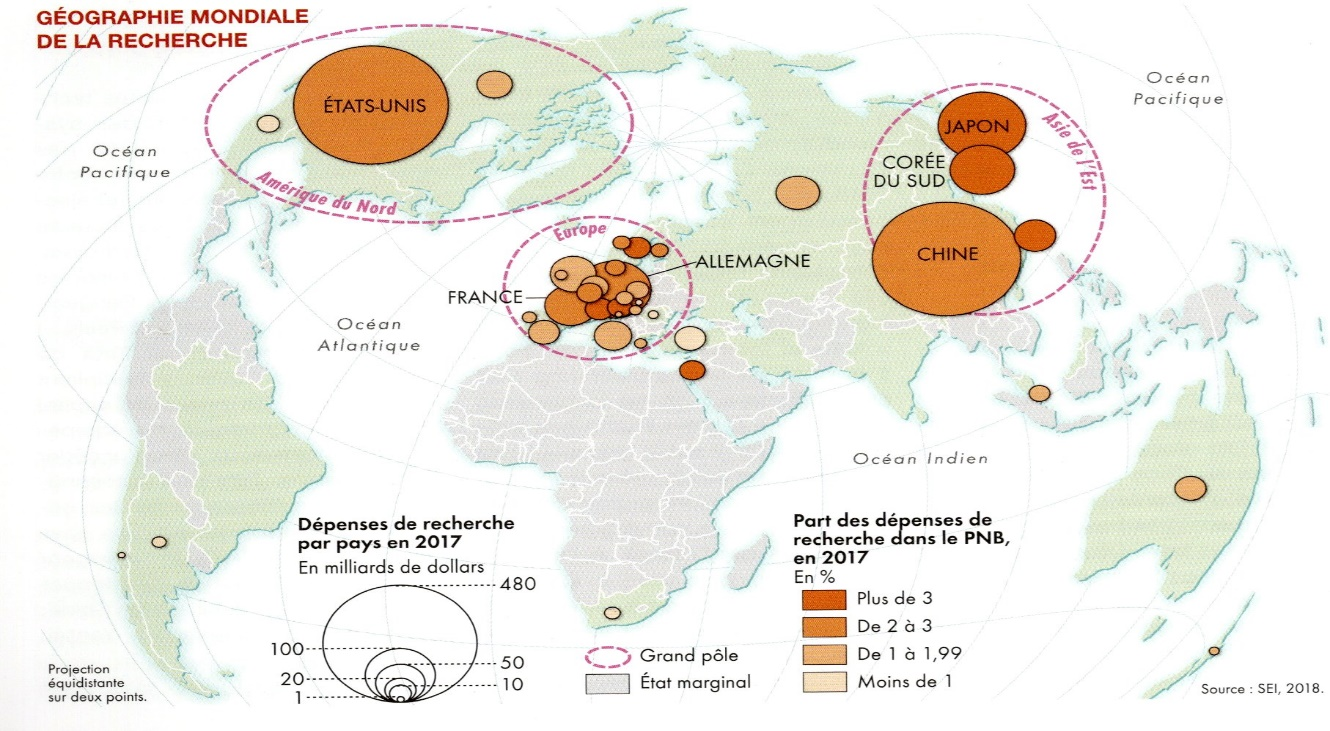 GÉOGRAPHIE MONDIALE
DE LA RECHERCHE
ÉTATS-UNIS
Amérique du Nord
Océan
Pacifique
Océan
Pacifique
JAPON
CORÉE
DU SUD
CHINE
Asie de l'Est
Europe
ALLEMAGNE
FRANCE
Océan
Atlantique
Océan Indien
Dépenses de recherche
par pays en 2017
En milliards de dollars
480
100
50
20
10
1
Grand pôle
État marginal
Part des dépenses de
recherche dans le PNB,
en 2017
En %
Plus de 3
De 2 à 3
De 1 à 1,99
Moins de 1
Projection
équidistante
sur deux points.
Source : SEI, 2018.